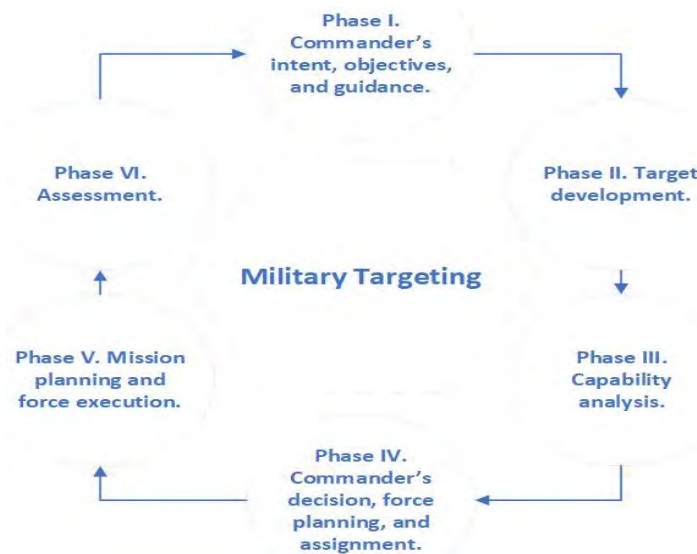 Phase I.
Commander's
intent, objectives,
and guidance.
Phase II. Target
development.
Phase III.
Capability
analysis.
Phase IV.
Commander's
decision, force
planning, and
assignment.
Phase V. Mission
planning and
force execution.
Phase VI.
Assessment.
Military Targeting